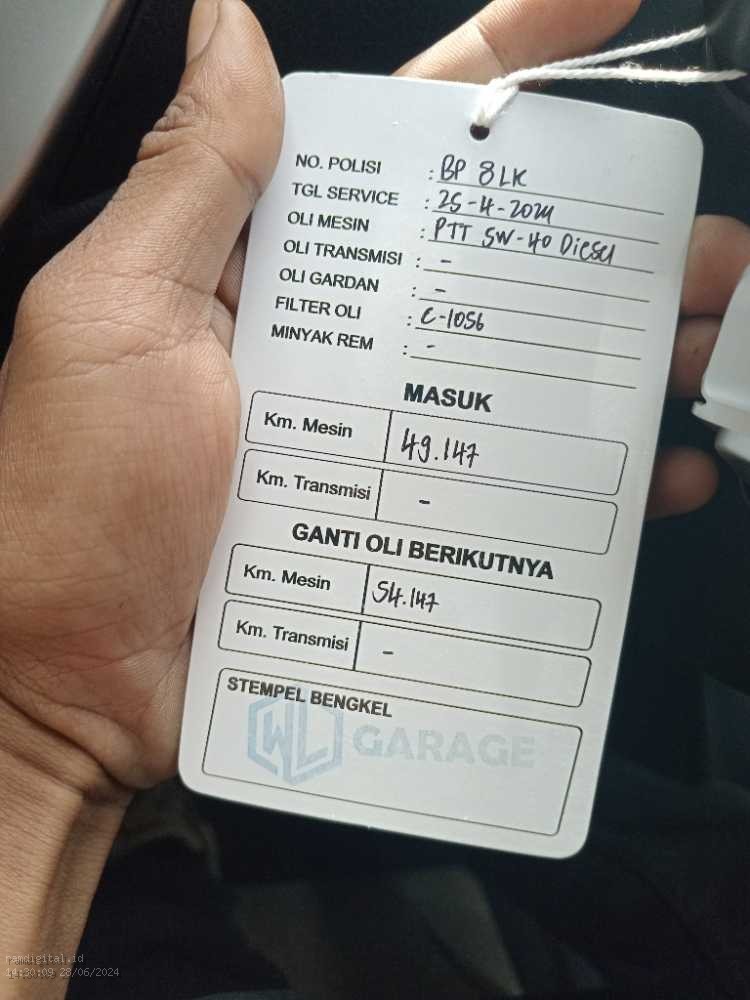 NO. POLISI : BP 8 LK
TGL SERVICE : 25-4-2024
OLI MESIN : PTT 5W-40 Diesel
OLI TRANSMISI : -
OLI GARDAN : -
FILTER OLI : C-1056
MINYAK REM : -
MASUK
Km. Mesin 49.147
Km. Transmisi -
GANTI OLI BERIKUTNYA
Km. Mesin 54.147
Km. Transmisi -
STEMPEL BENGKEL
WL GARAGE
ramdigital.id
14:30:09 28/06/2024